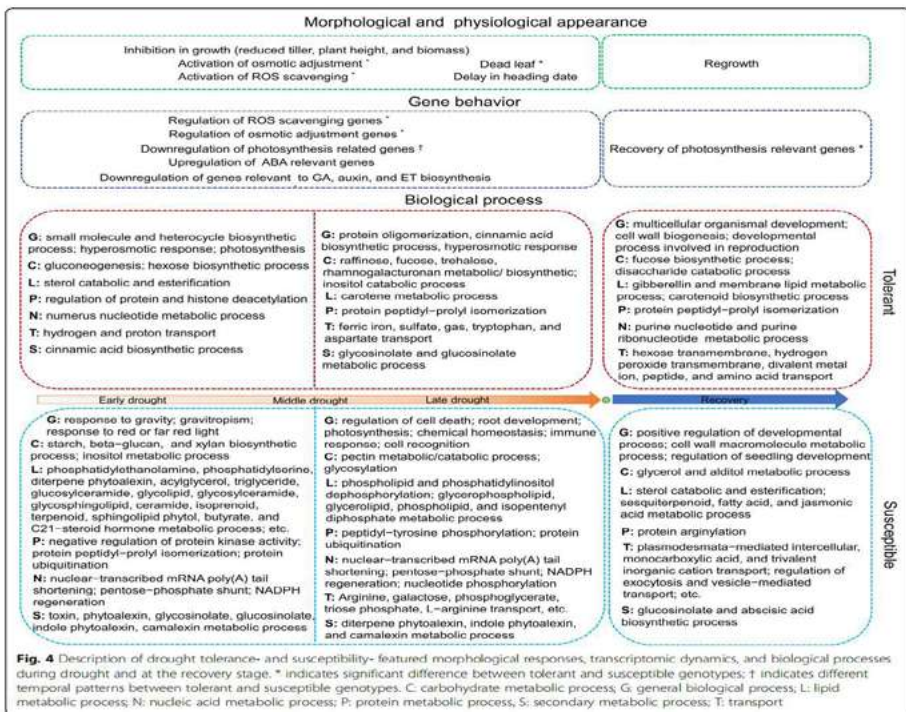 Morphological and physiological appearance
Inhibition in growth (reduced tiller, plant height, and biomass)
Activation of osmotic adjustment *
Activation of ROS scavenging *
Dead leaf *
Delay in heading date
Regrowth
Gene behavior
Regulation of ROS scavenging genes *
Regulation of osmotic adjustment genes *
Downregulation of photosynthesis related genes †
Upregulation of ABA relevant genes
Downregulation of genes relevant to GA, auxin, and ET biosynthesis
Recovery of photosynthesis relevant genes *
Biological process
G: small molecule and heterocycle biosynthetic
process; hyperosmotic response; photosynthesis
C: gluconeogenesis; hexose biosynthetic process
L: sterol catabolic and esterification
P: regulation of protein and histone deacetylation
N: numerus nucleotide metabolic process
T: hydrogen and proton transport
S: cinnamic acid biosynthetic process
G: protein oligomerization, cinnamic acid
biosynthetic process, hyperosmotic response
C: raffinose, fucose, trehalose,
rhamnogalacturonan metabolic/ biosynthetic;
inositol catabolic process
L: carotene metabolic process
P: protein peptidyl-prolyl isomerization
T: ferric iron, sulfate, gas, tryptophan, and
aspartate transport
S: glycosinolate and glucosinolate
metabolic process
G: multicellular organismal development;
cell wall biogenesis; developmental
process involved in reproduction
C: fucose biosynthetic process;
disaccharide catabolic process
L: gibberellin and membrane lipid metabolic
process; carotenoid biosynthetic process
P: protein peptidyl-prolyl isomerization
N: purine nucleotide and purine
ribonucleotide metabolic process
T: hexose transmembrane, hydrogen
peroxide transmembrane, divalent metal
ion, peptide, and amino acid transport
Tolerant
Early drought
Middle drought
Late drought
Recovery
G: response to gravity; gravitropism;
response to red or far red light
C: starch, beta-glucan, and xylan biosynthetic
process; inositol metabolic process
L: phosphatidylethanolamine, phosphatidylserine,
diterpene phytoalexin, acylglycerol, triglyceride,
glucosylceramide, glycolipid, glycosylceramide,
glycosphingolipid, ceramide, isoprenoid,
terpenoid, sphingolipid phytol, butyrate, and
C21-steroid hormone metabolic process; etc.
P: negative regulation of protein kinase activity;
protein peptidyl-prolyl isomerization; protein
ubiquitination
N: nuclear-transcribed mRNA poly(A) tail
shortening; pentose-phosphate shunt; NADPH
regeneration
S: toxin, phytoalexin, glycosinolate, glucosinolate,
indole phytoalexin, camalexin metabolic process
G: regulation of cell death; root development;
photosynthesis; chemical homeostasis; immune
response; cell recognition
C: pectin metabolic/catabolic process;
glycosylation
L: phospholipid and phosphatidylinositol
dephosphorylation; glycerophospholipid,
glycerolipid, phospholipid, and isopentenyl
diphosphate metabolic process
P: peptidyl-tyrosine phosphorylation; protein
ubiquitination
N: nuclear-transcribed mRNA poly(A) tail
shortening; pentose-phosphate shunt; NADPH
regeneration; nucleotide phosphorylation
T: Arginine, galactose, phosphoglycerate,
triose phosphate, L-arginine transport, etc.
S: diterpene phytoalexin, indole phytoalexin,
and camalexin metabolic process
G: positive regulation of developmental
process; cell wall macromolecule metabolic
process; regulation of seedling development
C: glycerol and alditol metabolic process
L: sterol catabolic and esterification;
sesquiterpenoid, fatty acid, and jasmonic
acid metabolic process
P: protein arginylation
T: plasmodesmata-mediated intercellular,
monocarboxylic acid, and trivalent
inorganic cation transport; regulation of
exocytosis and vesicle-mediated
transport; etc.
S: glucosinolate and abscisic acid
biosynthetic process
Susceptible
Fig. 4 Description of drought tolerance- and susceptibility- featured morphological responses, transcriptomic dynamics, and biological processes
during drought and at the recovery stage. * indicates significant difference between tolerant and susceptible genotypes; † indicates different
temporal patterns between tolerant and susceptible genotypes. C: carbohydrate metabolic process; G: general biological process; L: lipid
metabolic process; N: nucleic acid metabolic process; P: protein metabolic process, S: secondary metabolic process; T: transport